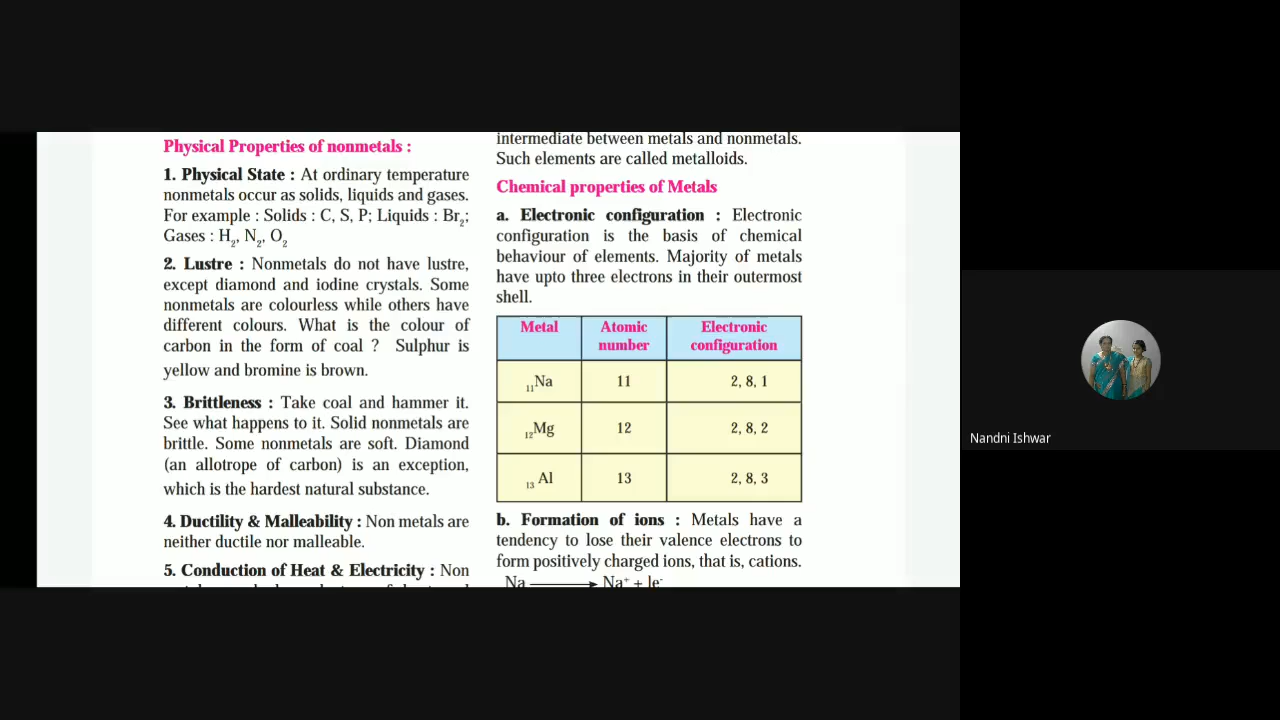 Physical Properties of nonmetals :
1. Physical State : At ordinary temperature
nonmetals occur as solids, liquids and gases.
For example : Solids : C, S, P; Liquids : Br₂;
Gases : H₂, N₂, O₂
2. Lustre : Nonmetals do not have lustre,
except diamond and iodine crystals. Some
nonmetals are colourless while others have
different colours. What is the colour of
carbon in the form of coal ? Sulphur is
yellow and bromine is brown.
3. Brittleness : Take coal and hammer it.
See what happens to it. Solid nonmetals are
brittle. Some nonmetals are soft. Diamond
(an allotrope of carbon) is an exception,
which is the hardest natural substance.
4. Ductility & Malleability : Non metals are
neither ductile nor malleable.
5. Conduction of Heat & Electricity : Non
intermediate between metals and nonmetals.
Such elements are called metalloids.
Chemical properties of Metals
a. Electronic configuration : Electronic
configuration is the basis of chemical
behaviour of elements. Majority of metals
have upto three electrons in their outermost
shell.
Metal Atomic number Electronic configuration
₁₁Na 11 2, 8, 1
₁₂Mg 12 2, 8, 2
₁₃ Al 13 2, 8, 3
b. Formation of ions : Metals have a
tendency to lose their valence electrons to
form positively charged ions, that is, cations.
Na ⟶ Na⁺ + le⁻
Nandni Ishwar